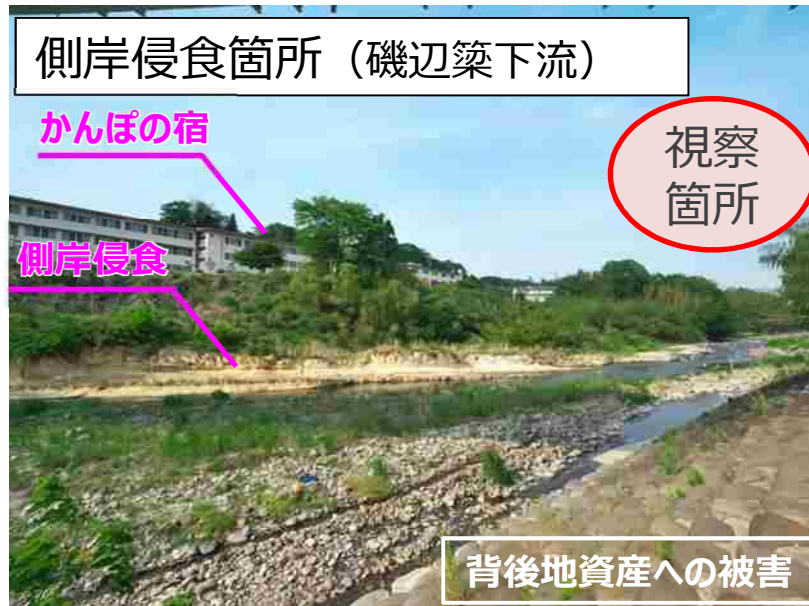 側岸侵食箇所（磯辺簗下流）
かんぽの宿
視察
箇所
側岸侵食
背後地資産への被害